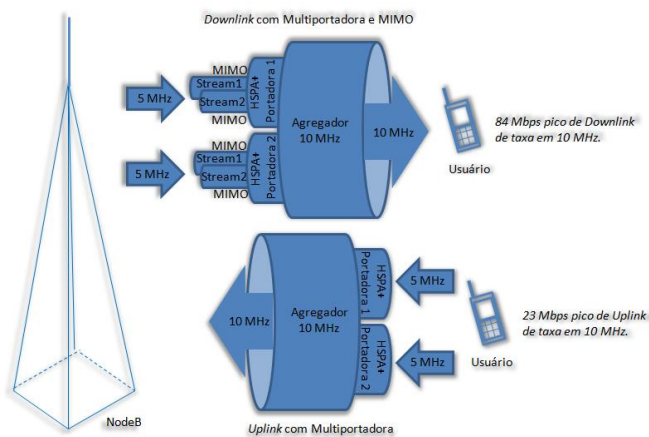 Downlink com Multiportadora e MIMO
MIMO
Stream1
Stream2
MIMO
HSPA+
Portadora 1
5 MHz
MIMO
Stream1
Stream2
MIMO
HSPA+
Portadora 2
5 MHz
Agregador
10 MHz
10 MHz
Usuário
84 Mbps pico de Downlink
de taxa em 10 MHz.
10 MHz
Agregador
10 MHz
HSPA+
Portadora 1
5 MHz
HSPA+
Portadora 2
5 MHz
Usuário
23 Mbps pico de Uplink
de taxa em 10 MHz.
NodeB
Uplink com Multiportadora